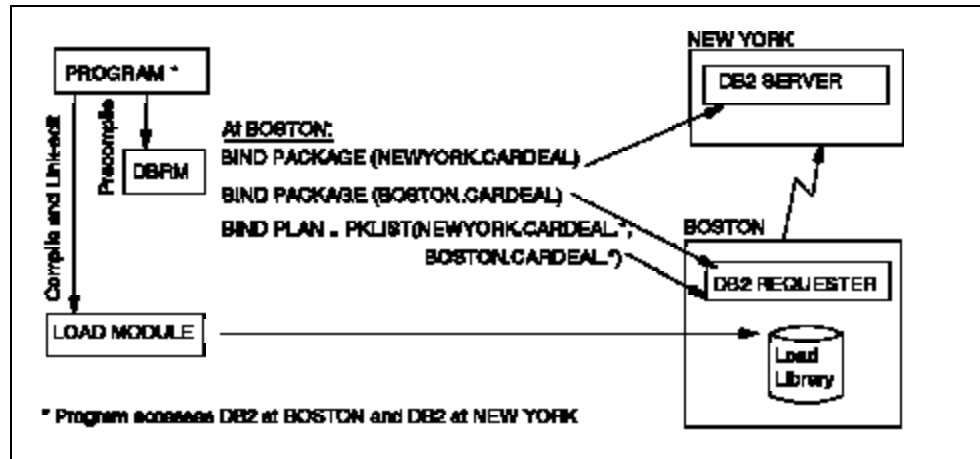 PROGRAM *
Compile and Link-edit
Precompile
DBRM
LOAD MODULE
At BOSTON:
BIND PACKAGE (NEWYORK.CARDEAL)
BIND PACKAGE (BOSTON.CARDEAL)
BIND PLAN .. PKLIST(NEWYORK.CARDEAL.*,
BOSTON.CARDEAL.*)
NEW YORK
DB2 SERVER
BOSTON
DB2 REQUESTER
Load
Library
* Program accesses DB2 at BOSTON and DB2 at NEW YORK